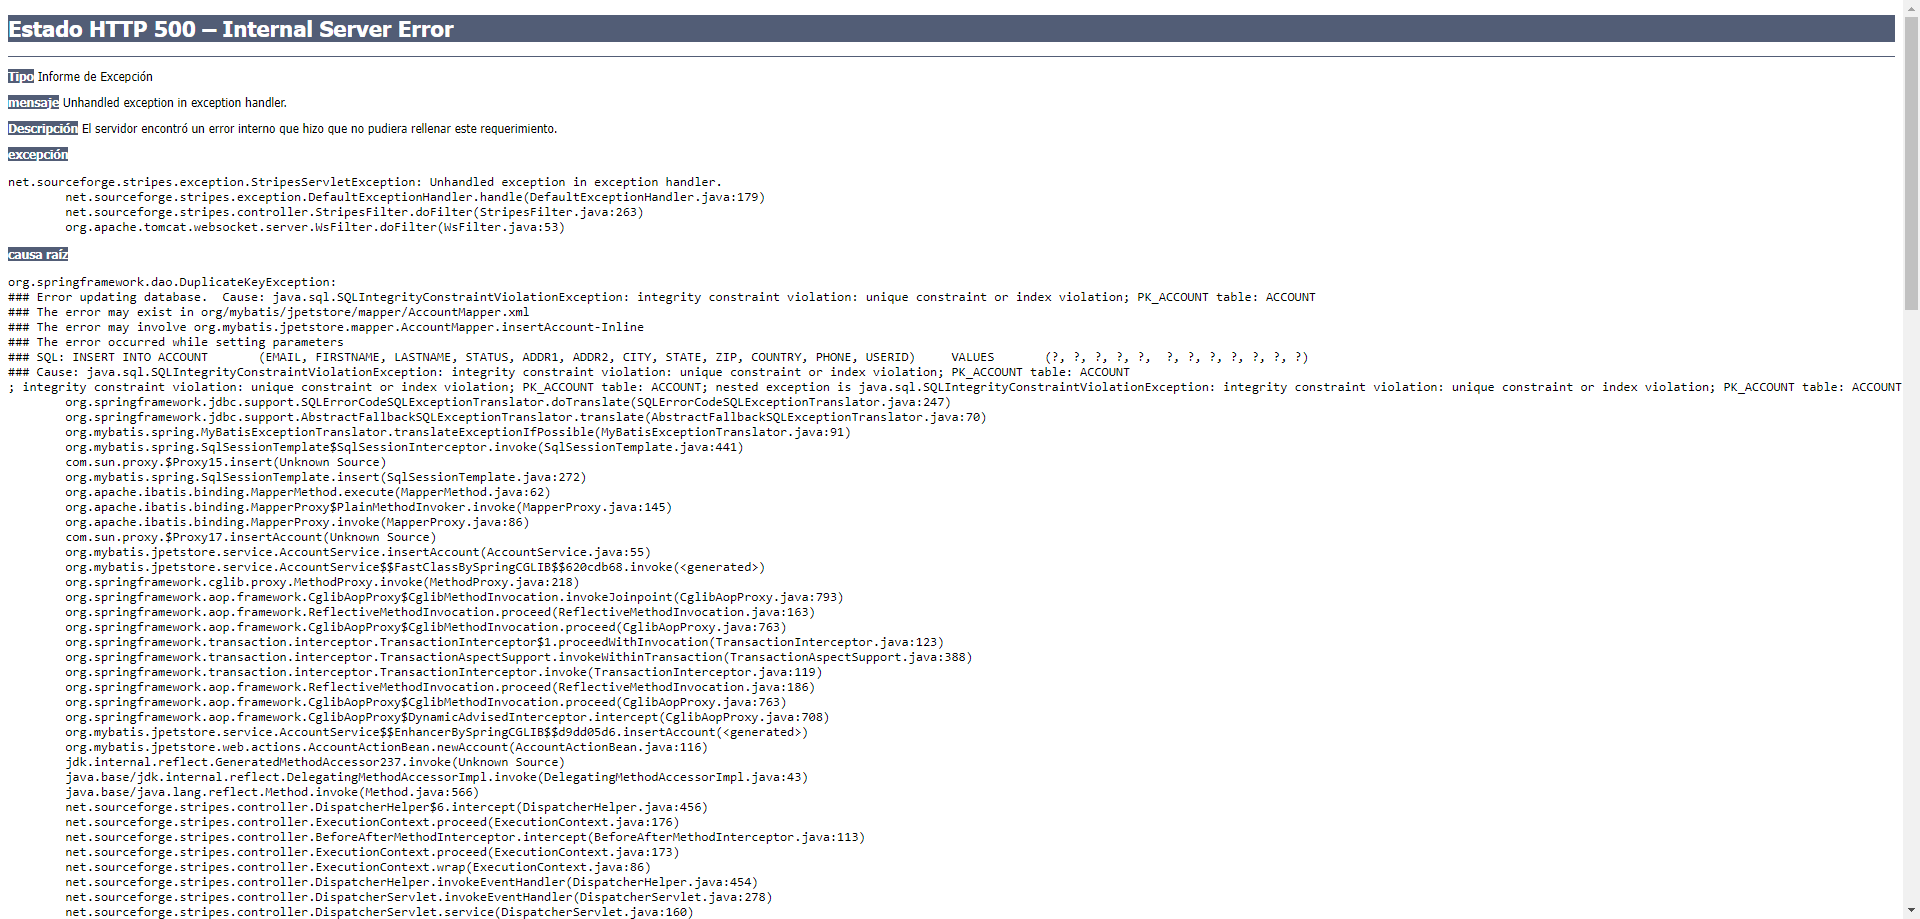 Estado HTTP 500 – Internal Server Error
Tipo Informe de Excepción
mensaje Unhandled exception in exception handler.
Descripción El servidor encontró un error interno que hizo que no pudiera rellenar este requerimiento.
excepción
net.sourceforge.stripes.exception.StripesServletException: Unhandled exception in exception handler.
net.sourceforge.stripes.exception.DefaultExceptionHandler.handle(DefaultExceptionHandler.java:179)
net.sourceforge.stripes.controller.StripesFilter.doFilter(StripesFilter.java:263)
org.apache.tomcat.websocket.server.WsFilter.doFilter(WsFilter.java:53)
causa raíz
org.springframework.dao.DuplicateKeyException:
### Error updating database.  Cause: java.sql.SQLIntegrityConstraintViolationException: integrity constraint violation: unique constraint or index violation; PK_ACCOUNT table: ACCOUNT
### The error may exist in org/mybatis/jpetstore/mapper/AccountMapper.xml
### The error may involve org.mybatis.jpetstore.mapper.AccountMapper.insertAccount-Inline
### The error occurred while setting parameters
### SQL: INSERT INTO ACCOUNT       (EMAIL, FIRSTNAME, LASTNAME, STATUS, ADDR1, ADDR2, CITY, STATE, ZIP, COUNTRY, PHONE, USERID)     VALUES       (?, ?, ?, ?, ?,  ?, ?, ?, ?, ?, ?, ?)
### Cause: java.sql.SQLIntegrityConstraintViolationException: integrity constraint violation: unique constraint or index violation; PK_ACCOUNT table: ACCOUNT
; integrity constraint violation: unique constraint or index violation; PK_ACCOUNT table: ACCOUNT; nested exception is java.sql.SQLIntegrityConstraintViolationException: integrity constraint violation: unique constraint or index violation; PK_ACCOUNT table: ACCOUNT
org.springframework.jdbc.support.SQLErrorCodeSQLExceptionTranslator.doTranslate(SQLErrorCodeSQLExceptionTranslator.java:247)
org.springframework.jdbc.support.AbstractFallbackSQLExceptionTranslator.translate(AbstractFallbackSQLExceptionTranslator.java:70)
org.mybatis.spring.MyBatisExceptionTranslator.translateExceptionIfPossible(MyBatisExceptionTranslator.java:91)
org.mybatis.spring.SqlSessionTemplate$SqlSessionInterceptor.invoke(SqlSessionTemplate.java:441)
com.sun.proxy.$Proxy15.insert(Unknown Source)
org.mybatis.spring.SqlSessionTemplate.insert(SqlSessionTemplate.java:272)
org.apache.ibatis.binding.MapperMethod.execute(MapperMethod.java:62)
org.apache.ibatis.binding.MapperProxy$PlainMethodInvoker.invoke(MapperProxy.java:145)
org.apache.ibatis.binding.MapperProxy.invoke(MapperProxy.java:86)
com.sun.proxy.$Proxy17.insertAccount(Unknown Source)
org.mybatis.jpetstore.service.AccountService.insertAccount(AccountService.java:55)
org.mybatis.jpetstore.service.AccountService$$FastClassBySpringCGLIB$$620cdb68.invoke(<generated>)
org.springframework.cglib.proxy.MethodProxy.invoke(MethodProxy.java:218)
org.springframework.aop.framework.CglibAopProxy$CglibMethodInvocation.invokeJoinpoint(CglibAopProxy.java:793)
org.springframework.aop.framework.ReflectiveMethodInvocation.proceed(ReflectiveMethodInvocation.java:163)
org.springframework.aop.framework.CglibAopProxy$CglibMethodInvocation.proceed(CglibAopProxy.java:763)
org.springframework.transaction.interceptor.TransactionInterceptor$1.proceedWithInvocation(TransactionInterceptor.java:123)
org.springframework.transaction.interceptor.TransactionAspectSupport.invokeWithinTransaction(TransactionAspectSupport.java:388)
org.springframework.transaction.interceptor.TransactionInterceptor.invoke(TransactionInterceptor.java:119)
org.springframework.aop.framework.ReflectiveMethodInvocation.proceed(ReflectiveMethodInvocation.java:186)
org.springframework.aop.framework.CglibAopProxy$CglibMethodInvocation.proceed(CglibAopProxy.java:763)
org.springframework.aop.framework.CglibAopProxy$DynamicAdvisedInterceptor.intercept(CglibAopProxy.java:708)
org.mybatis.jpetstore.service.AccountService$$EnhancerBySpringCGLIB$$d9dd05d6.insertAccount(<generated>)
org.mybatis.jpetstore.web.actions.AccountActionBean.newAccount(AccountActionBean.java:116)
jdk.internal.reflect.GeneratedMethodAccessor237.invoke(Unknown Source)
java.base/jdk.internal.reflect.DelegatingMethodAccessorImpl.invoke(DelegatingMethodAccessorImpl.java:43)
java.base/java.lang.reflect.Method.invoke(Method.java:566)
net.sourceforge.stripes.controller.DispatcherHelper$6.intercept(DispatcherHelper.java:456)
net.sourceforge.stripes.controller.ExecutionContext.proceed(ExecutionContext.java:176)
net.sourceforge.stripes.controller.BeforeAfterMethodInterceptor.intercept(BeforeAfterMethodInterceptor.java:113)
net.sourceforge.stripes.controller.ExecutionContext.proceed(ExecutionContext.java:173)
net.sourceforge.stripes.controller.ExecutionContext.wrap(ExecutionContext.java:86)
net.sourceforge.stripes.controller.DispatcherHelper.invokeEventHandler(DispatcherHelper.java:454)
net.sourceforge.stripes.controller.DispatcherServlet.invokeEventHandler(DispatcherServlet.java:278)
net.sourceforge.stripes.controller.DispatcherServlet.service(DispatcherServlet.java:160)